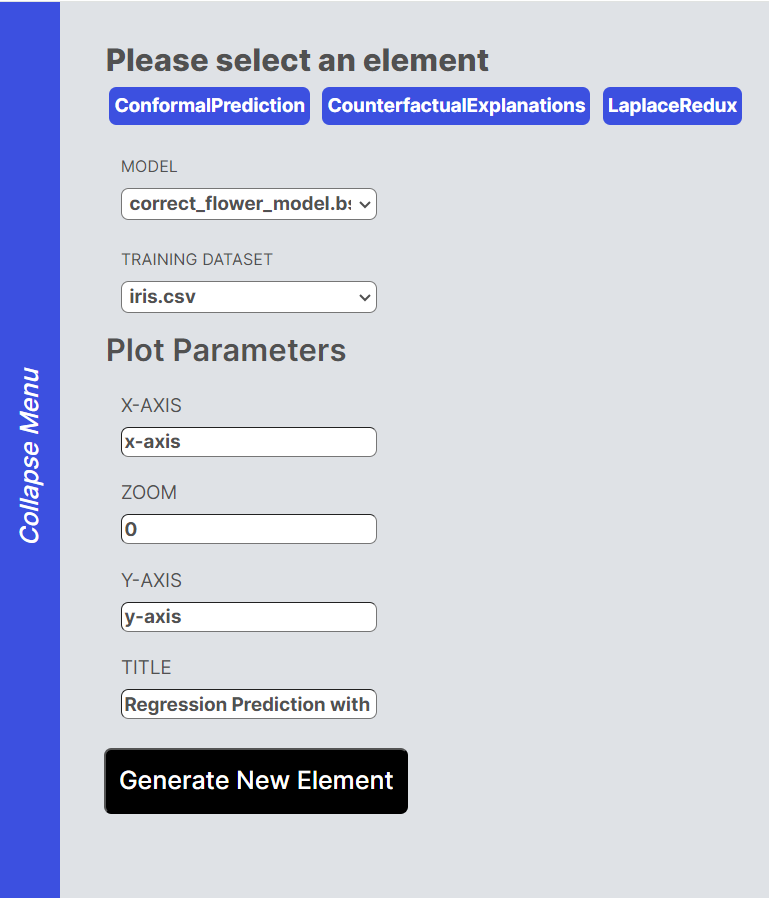 Please select an element
ConformalPrediction CounterfactualExplanations LaplaceRedux
MODEL
correct_flower_model.bs
TRAINING DATASET
iris.csv
Plot Parameters
X-AXIS
x-axis
ZOOM
0
Y-AXIS
y-axis
TITLE
Regression Prediction with
Generate New Element
Collapse Menu